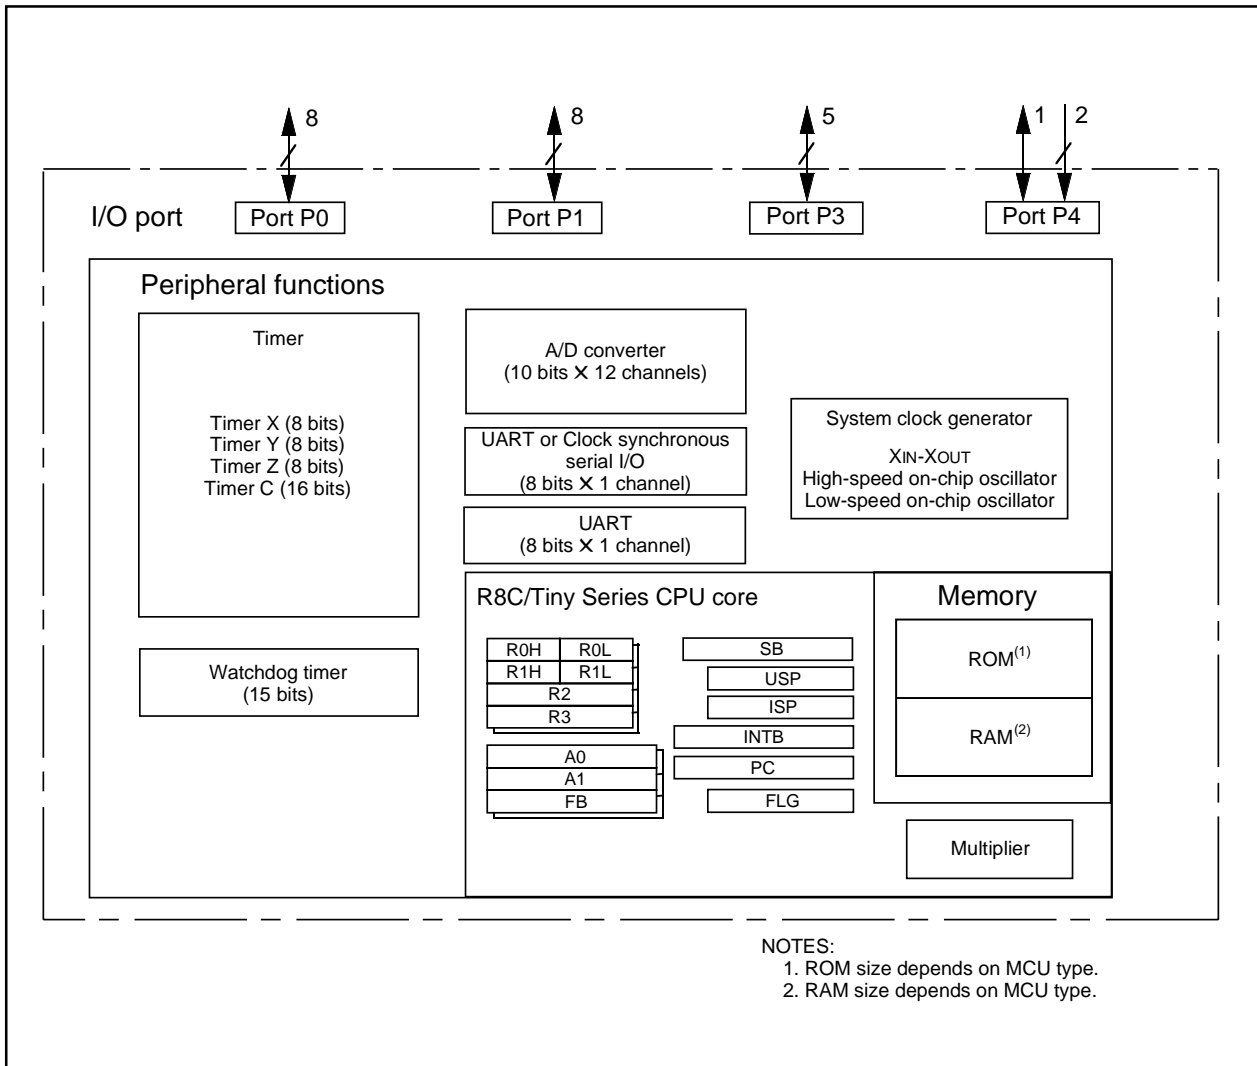 8
8
5
1
2
I/O port
Port P0
Port P1
Port P3
Port P4
Peripheral functions
Timer
Timer X (8 bits)
Timer Y (8 bits)
Timer Z (8 bits)
Timer C (16 bits)
Watchdog timer
(15 bits)
A/D converter
(10 bits × 12 channels)
UART or Clock synchronous
serial I/O
(8 bits × 1 channel)
UART
(8 bits × 1 channel)
System clock generator
XIN-XOUT
High-speed on-chip oscillator
Low-speed on-chip oscillator
R8C/Tiny Series CPU core
R0H
R0L
R1H
R1L
R2
R3
A0
A1
FB
SB
USP
ISP
INTB
PC
FLG
Memory
ROM(1)
RAM(2)
Multiplier
NOTES:
1. ROM size depends on MCU type.
2. RAM size depends on MCU type.